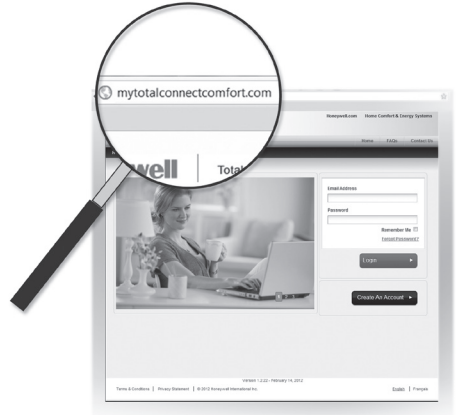 mytotalconnectcomfort.com
Honeywell.com Home Comfort & Energy Systems
Home FAQs Contact Us
well Total
Email Address
Password
Remember Me
Forgot Password?
Login
Create An Account
Version 1.2.22 - February 14, 2012
Terms & Conditions | Privacy Statement | © 2012 Honeywell International Inc.
English | Français